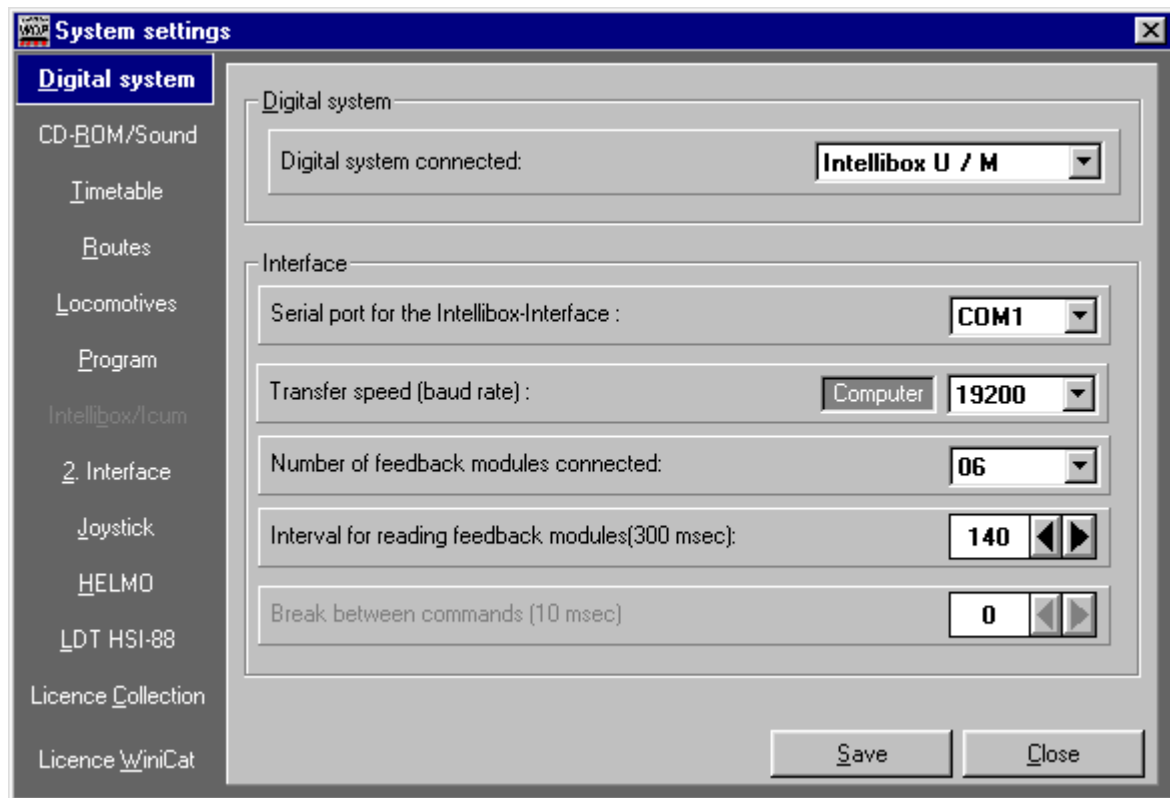 System settings
Digital system
CD-ROM/Sound
Timetable
Routes
Locomotives
Program
Intellibox/Icum
2. Interface
Joystick
HELMO
LDT HSI-88
Licence Collection
Licence WiniCat
Digital system
Digital system connected:
Intellibox U / M
Interface
Serial port for the Intellibox-Interface :
COM1
Transfer speed (baud rate) :
Computer
19200
Number of feedback modules connected:
06
Interval for reading feedback modules(300 msec):
140
Break between commands (10 msec)
0
Save
Close